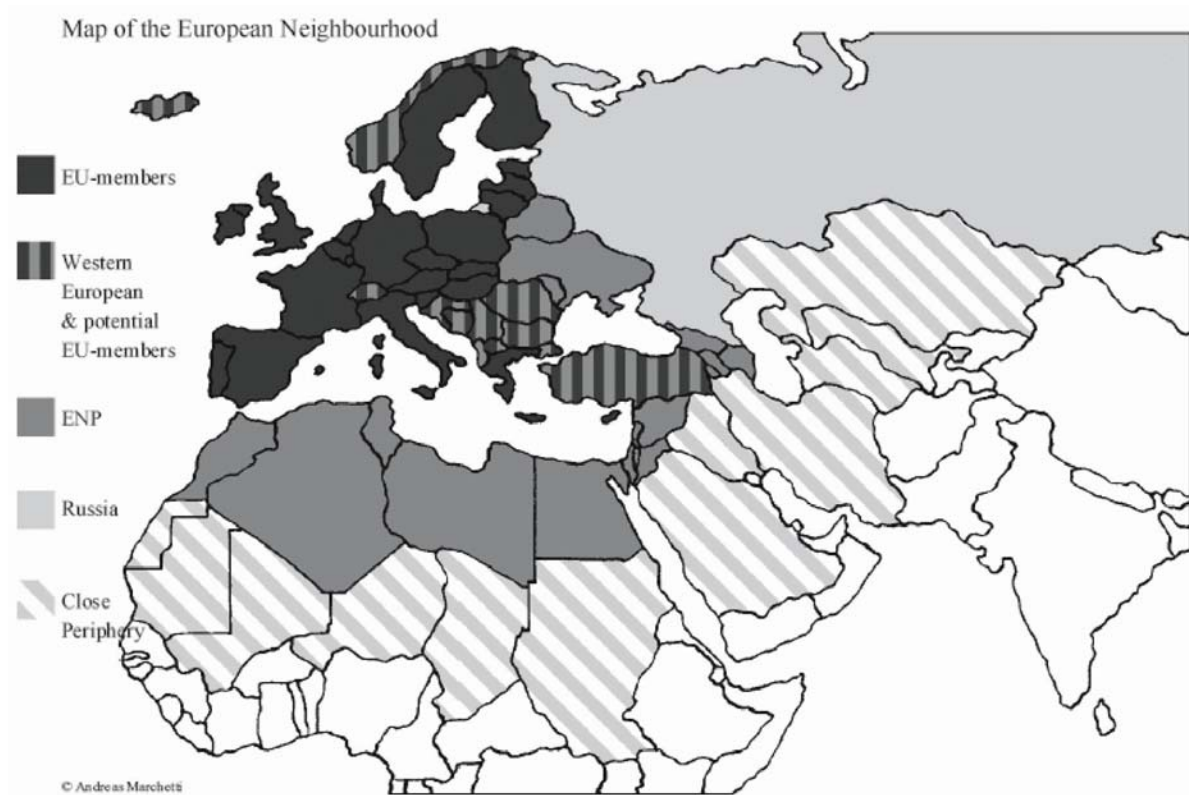 Map of the European Neighbourhood
EU-members
Western
European
& potential
EU-members
ENP
Russia
Close
Periphery
© Andreas Marchetti